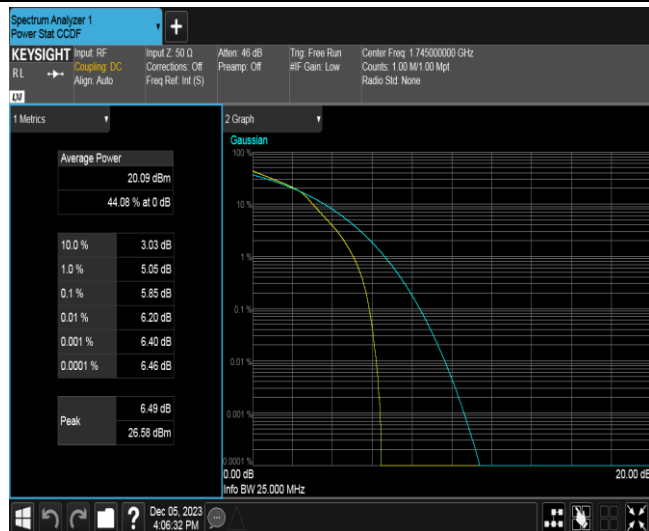 Spectrum Analyzer 1
Power Stat CCDF
+
KEYSIGHT
RL
Input: RF
Coupling: DC
Align: Auto
Input Z: 50 Ω
Corrections: Off
Freq Ref: Int (S)
Atten: 46 dB
Preamp: Off
Trig: Free Run
#IF Gain: Low
Center Freq: 1.745000000 GHz
Counts: 1.00 M/1.00 Mpt
Radio Std: None
1 Metrics
Average Power
20.09 dBm
44.08 % at 0 dB
10.0 % 3.03 dB
1.0 % 5.05 dB
0.1 % 5.85 dB
0.01 % 6.20 dB
0.001 % 6.40 dB
0.0001 % 6.46 dB
Peak
6.49 dB
26.58 dBm
2 Graph
Gaussian
100 %
10 %
1 %
0.1 %
0.01 %
0.001 %
0.0001 %
0.00 dB
20.00 dB
Info BW 25.000 MHz
?
Dec 05, 2023
4:06:32 PM